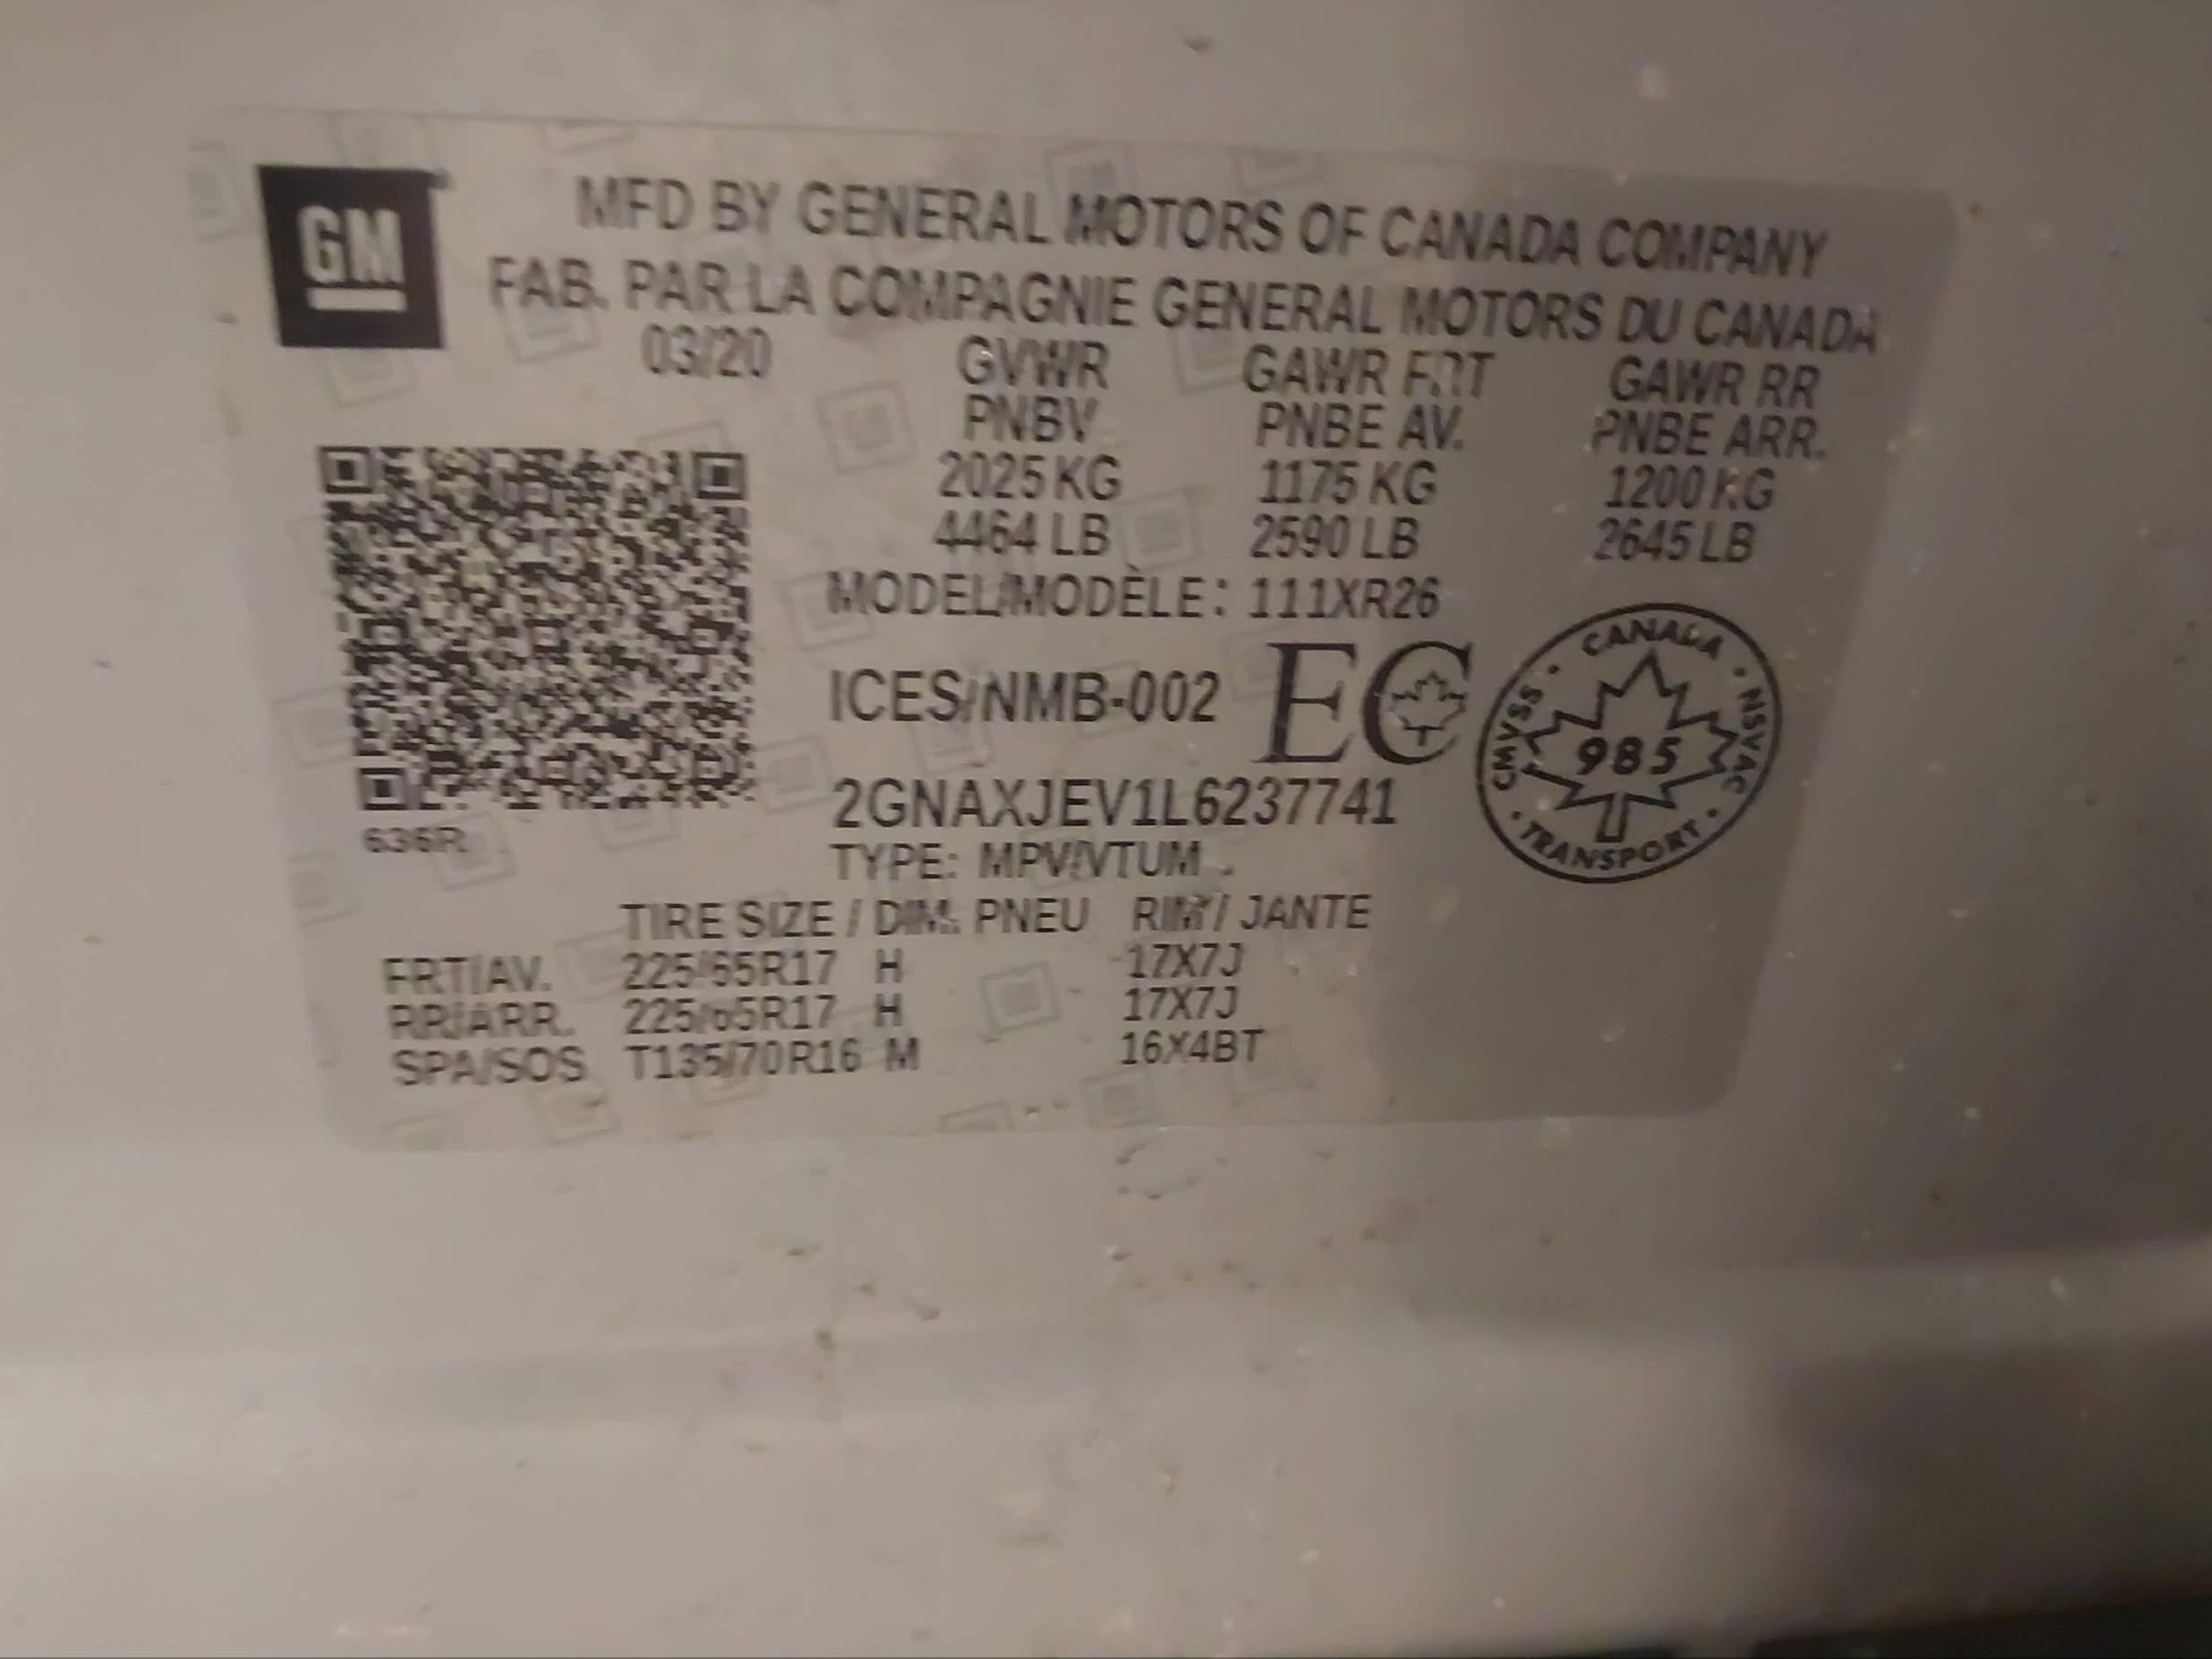 GM
MFD BY GENERAL MOTORS OF CANADA COMPANY
FAB. PAR LA COMPAGNIE GENERAL MOTORS DU CANADA
03/20 GVWR GAWR FRT GAWR RR
PNBV PNBE AV. PNBE ARR.
2025 KG 1175 KG 1200 KG
4464 LB 2590 LB 2645 LB
MODEL/MODÈLE: 111XR26
ICES/NMB-002 EC
CANADA · NSVAC · TRANSPORT · CMVSS ·
985
2GNAXJEV1L6237741
636R
TYPE: MPV/VTUM
TIRE SIZE / DIM. PNEU RIM / JANTE
FRT/AV. 225/65R17 H 17X7J
RR/ARR. 225/65R17 H 17X7J
SPA/SOS T135/70R16 M 16X4BT